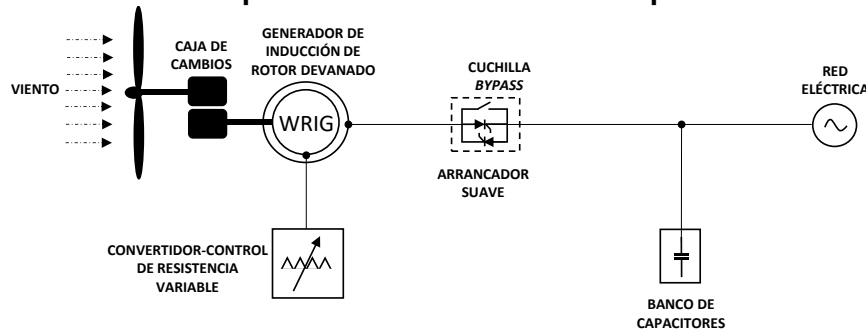 VIENTO
CAJA DE
CAMBIOS
GENERADOR DE
INDUCCIÓN DE
ROTOR DEVANADO
WRIG
CUCHILLA
BYPASS
ARRANCADOR
SUAVE
RED
ELÉCTRICA
CONVERTIDOR-CONTROL
DE RESISTENCIA
VARIABLE
BANCO DE
CAPACITORES